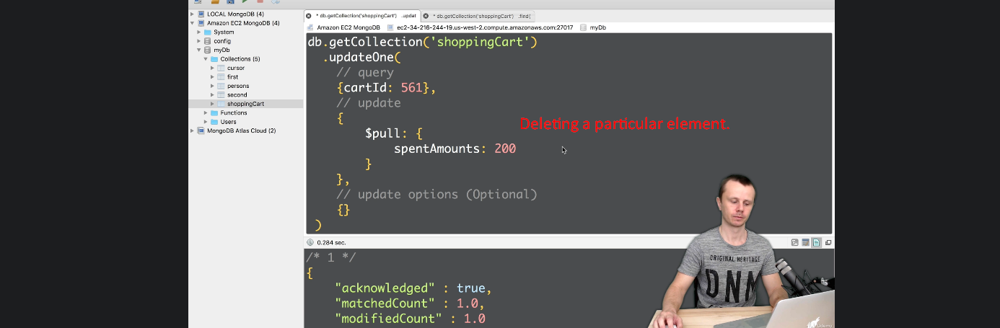 LOCAL MongoDB (4)
Amazon EC2 MongoDB (4)
System
config
myDb
Collections (5)
cursor
first
persons
second
shoppingCart
Functions
Users
MongoDB Atlas Cloud (2)
* db.getCollection('shoppingCart') .updat
* db.getCollection('shoppingCart') .find(
Amazon EC2 MongoDB ec2-34-216-244-19.us-west-2.compute.amazonaws.com:27017 myDb
db.getCollection('shoppingCart')
.updateOne(
// query
{cartId: 561},
// update
{
$pull: {
spentAmounts: 200
}
},
// update options (Optional)
{}
)
Deleting a particular element.
0.284 sec.
/* 1 */
{
"acknowledged" : true,
"matchedCount" : 1.0,
"modifiedCount" : 1.0
ORIGINAL HERITAGE
DNM
Udemy